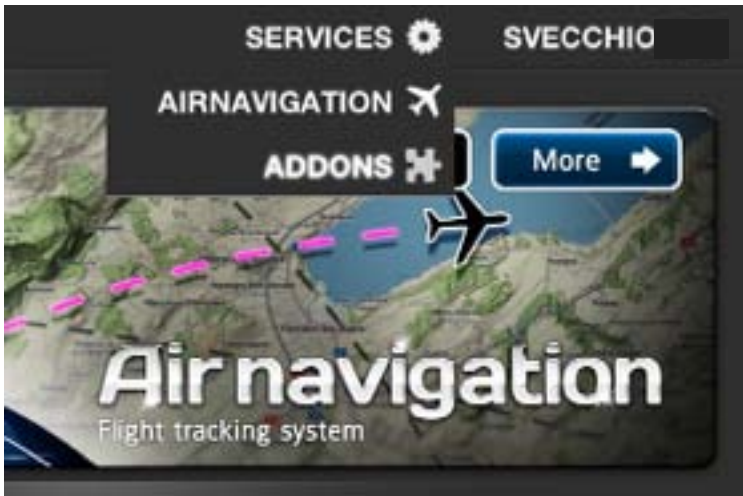 SERVICES SVECCHIO
AIRNAVIGATION
ADDONS
More
Air navigation
Flight tracking system